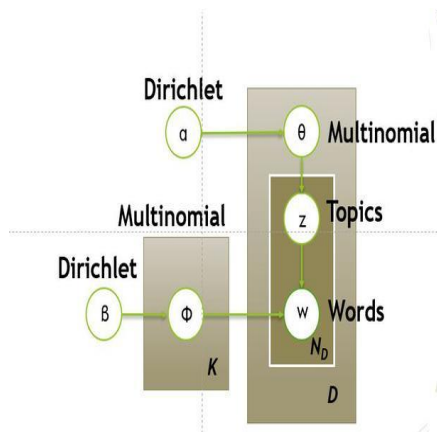 Dirichlet
α
θ
Multinomial
Multinomial
z
Topics
Dirichlet
β
Φ
w
Words
N_D
K
D